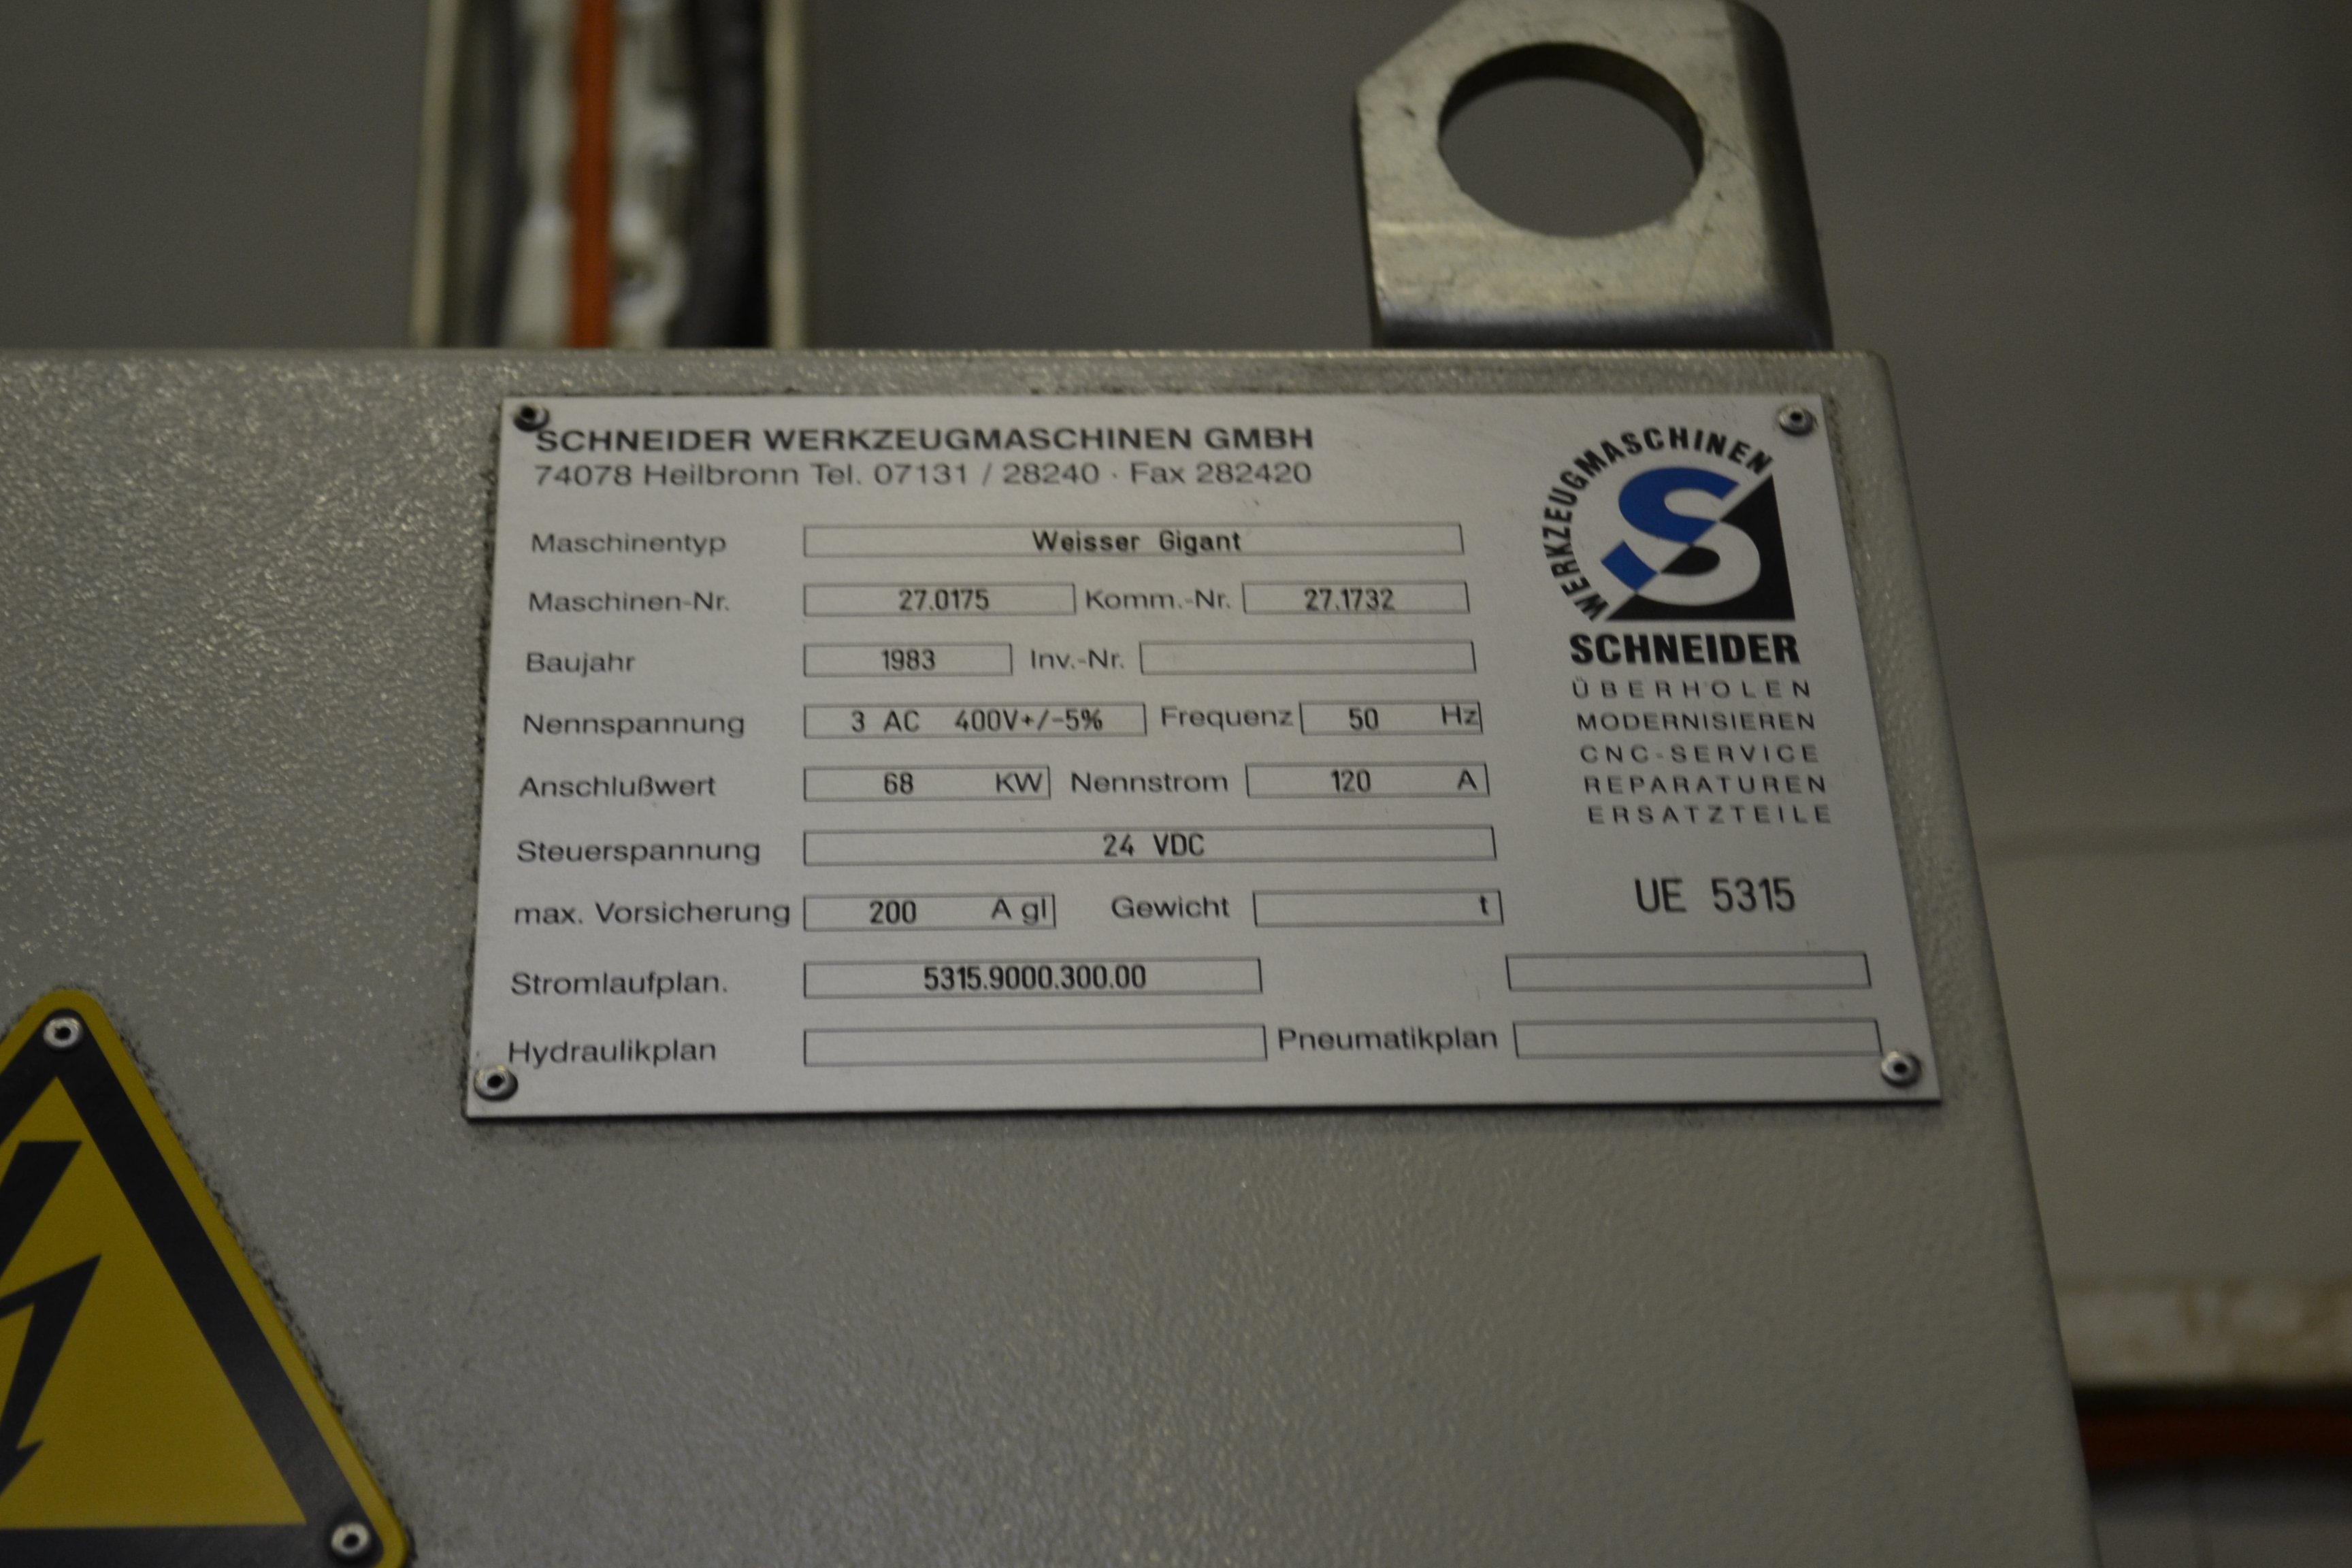 SCHNEIDER WERKZEUGMASCHINEN GMBH
74078 Heilbronn Tel. 07131 / 28240 · Fax 282420
Maschinentyp Weisser Gigant
Maschinen-Nr. 27.0175 Komm.-Nr. 27.1732
Baujahr 1983 Inv.-Nr.
Nennspannung 3 AC 400V+/-5% Frequenz 50 Hz
Anschlußwert 68 KW Nennstrom 120 A
Steuerspannung 24 VDC
max. Vorsicherung 200 A gl Gewicht t
Stromlaufplan. 5315.9000.300.00
Hydraulikplan Pneumatikplan
WERKZEUGMASCHINEN
S
SCHNEIDER
ÜBERHOLEN
MODERNISIEREN
CNC-SERVICE
REPARATUREN
ERSATZTEILE
UE 5315